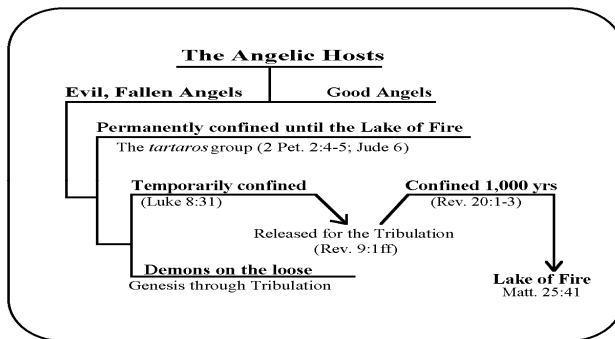 The Angelic Hosts
Evil, Fallen Angels
Good Angels
Permanently confined until the Lake of Fire
The tartaros group (2 Pet. 2:4-5; Jude 6)
Temporarily confined
(Luke 8:31)
Confined 1,000 yrs
(Rev. 20:1-3)
Released for the Tribulation
(Rev. 9:1ff)
Demons on the loose
Genesis through Tribulation
Lake of Fire
Matt. 25:41